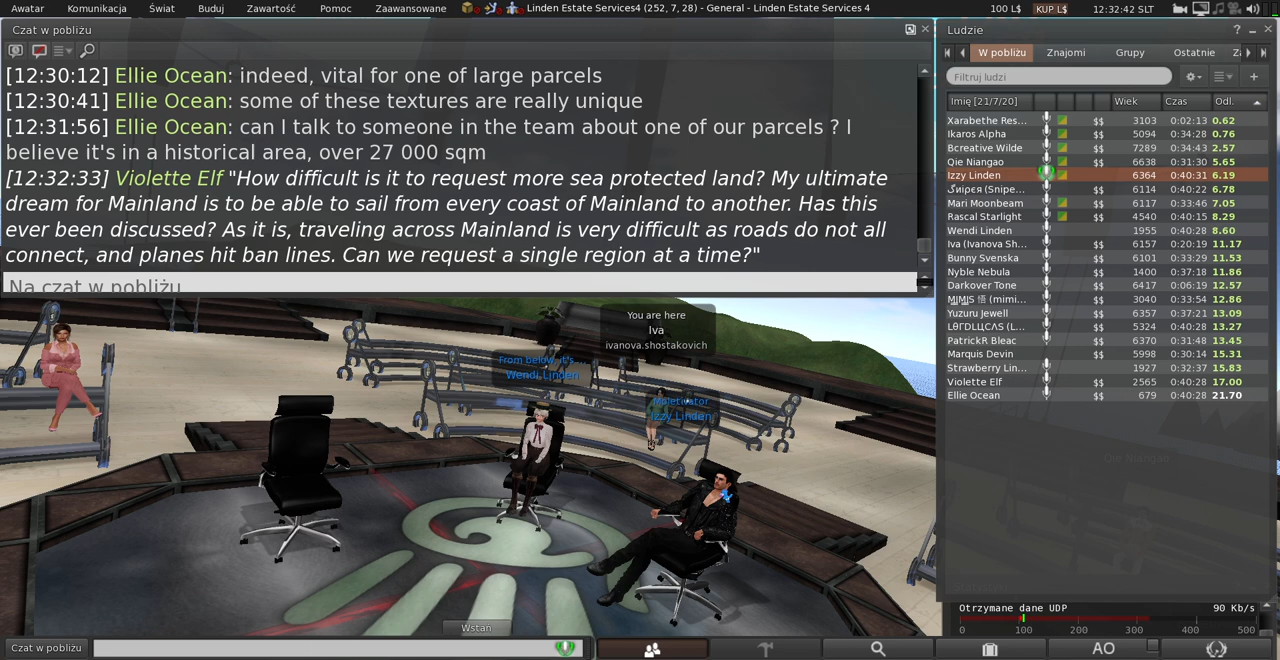 Awatar Komunikacja Świat Buduj Zawartość Pomoc Zaawansowane Linden Estate Services4 (252, 7, 28) - General - Linden Estate Services 4 100 L$ KUP L$ 12:32:42 SLT
Czat w pobliżu
[12:30:12] Ellie Ocean: indeed, vital for one of large parcels
[12:30:41] Ellie Ocean: some of these textures are really unique
[12:31:56] Ellie Ocean: can I talk to someone in the team about one of our parcels ? I
believe it's in a historical area, over 27 000 sqm
[12:32:33] Violette Elf "How difficult is it to request more sea protected land? My ultimate
dream for Mainland is to be able to sail from every coast of Mainland to another. Has this
ever been discussed? As it is, traveling across Mainland is very difficult as roads do not all
connect, and planes hit ban lines. Can we request a single region at a time?"
Na czat w pobliżu
You are here
Iva
ivanova.shostakovich
From below, it's...
Wendi Linden
Moletivator
Izzy Linden
Wstań
Czat w pobliżu
Ludzie
W pobliżu Znajomi Grupy Ostatnie
Filtruj ludzi
Imię [21/7/20] Wiek Czas Odl.
Xarabethe Res... $$ 3103 0:02:13 0.62
Ikaros Alpha $$ 5094 0:34:28 0.76
Bcreative Wilde $$ 7289 0:34:43 2.57
Qie Niangao $$ 6638 0:31:30 5.65
Izzy Linden 6364 0:40:31 6.19
(Snipe... $$ 6114 0:40:22 6.78
Mari Moonbeam $$ 6117 0:33:46 7.05
Rascal Starlight $$ 4540 0:40:15 8.29
Wendi Linden 1955 0:40:28 8.60
Iva (Ivanova Sh... $$ 6157 0:20:19 11.17
Bunny Svenska $$ 6101 0:33:29 11.53
Nyble Nebula $$ 1400 0:37:18 11.86
Darkover Tone $$ 6417 0:06:19 12.57
(mimi... $$ 3040 0:33:54 12.86
Yuzuru Jewell $$ 6357 0:37:21 13.09
(L... $$ 5324 0:40:28 13.27
PatrickR Bleac $$ 6370 0:31:48 13.45
Marquis Devin $$ 5998 0:30:14 15.31
Strawberry Lin... 1927 0:32:37 15.83
Violette Elf $$ 2565 0:40:28 17.00
Ellie Ocean $$ 679 0:40:28 21.70
Qie Niangao
Otrzymane dane UDP 90 Kb/s
0 100 200 300 400 500
AO